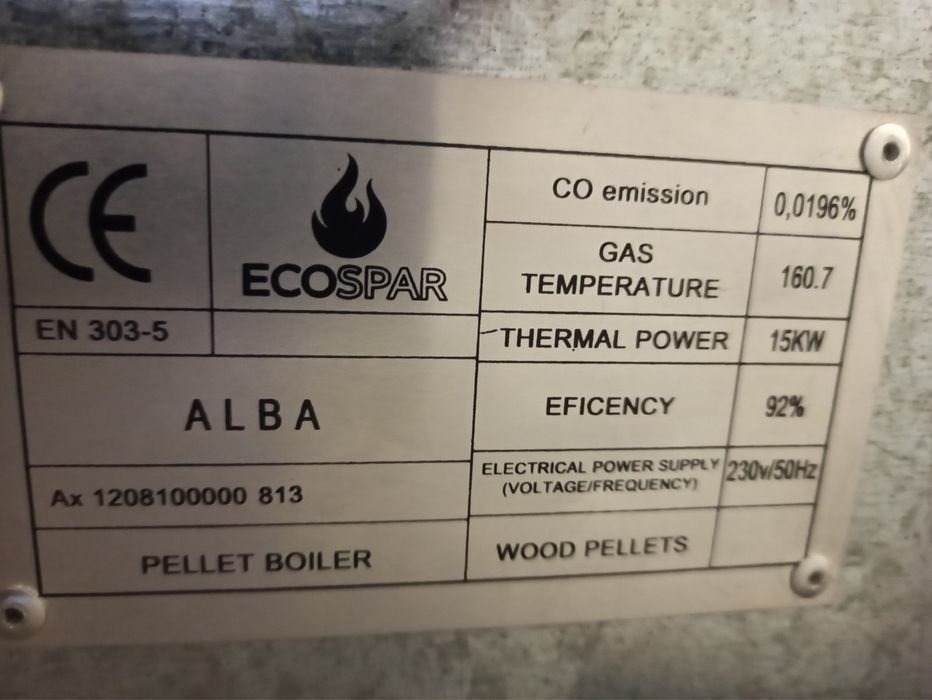 CE
ECOSPAR
EN 303-5
ALBA
Ax 1208100000 813
PELLET BOILER
CO emission 0,0196%
GAS
TEMPERATURE 160.7
THERMAL POWER 15KW
EFICENCY 92%
ELECTRICAL POWER SUPPLY
(VOLTAGE/FREQUENCY) 230v/50Hz
WOOD PELLETS